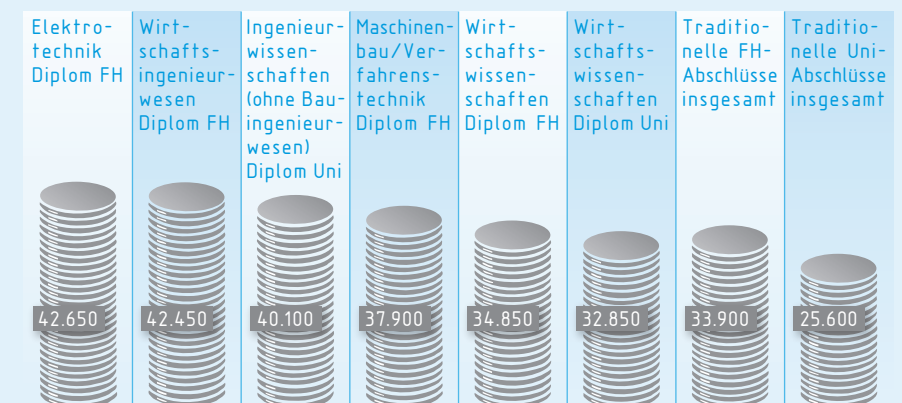 Elektro-
technik
Diplom FH
Wirt-
schafts-
ingenieur-
wesen
Diplom FH
Ingenieur-
wissen-
schaften
(ohne Bau-
ingenieur-
wesen)
Diplom Uni
Maschinen-
bau/Ver-
fahrens-
technik
Diplom FH
Wirt-
schafts-
wissen-
schaften
Diplom FH
Wirt-
schafts-
wissen-
schaften
Diplom Uni
Traditio-
nelle FH-
Abschlüsse
insgesamt
Traditio-
nelle Uni-
Abschlüsse
insgesamt
42.650
42.450
40.100
37.900
34.850
32.850
33.900
25.600